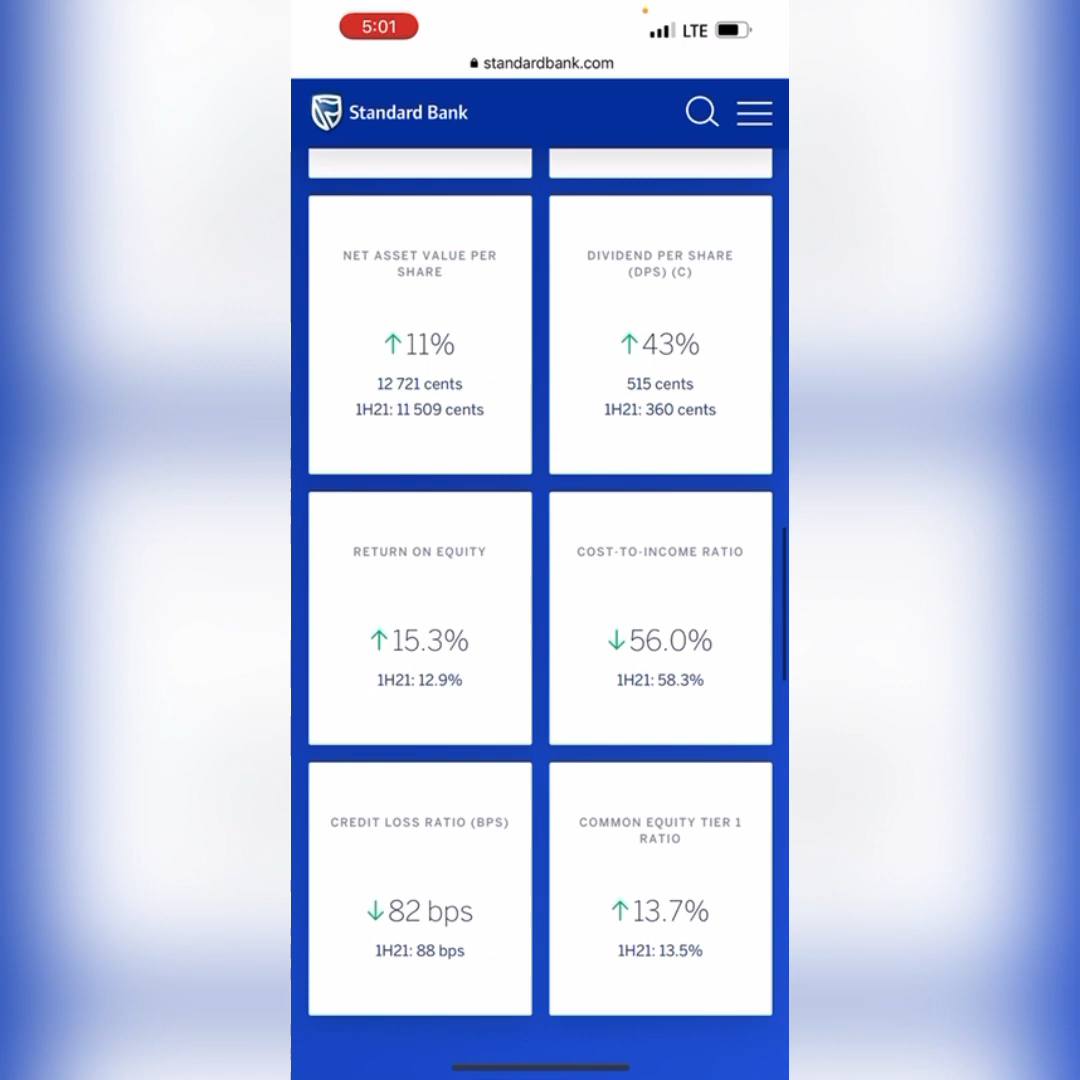 5:01
LTE
standardbank.com
Standard Bank
NET ASSET VALUE PER
SHARE
↑11%
12 721 cents
1H21: 11 509 cents
DIVIDEND PER SHARE
(DPS) (C)
↑43%
515 cents
1H21: 360 cents
RETURN ON EQUITY
↑15.3%
1H21: 12.9%
COST-TO-INCOME RATIO
↓56.0%
1H21: 58.3%
CREDIT LOSS RATIO (BPS)
↓82 bps
1H21: 88 bps
COMMON EQUITY TIER 1
RATIO
↑13.7%
1H21: 13.5%